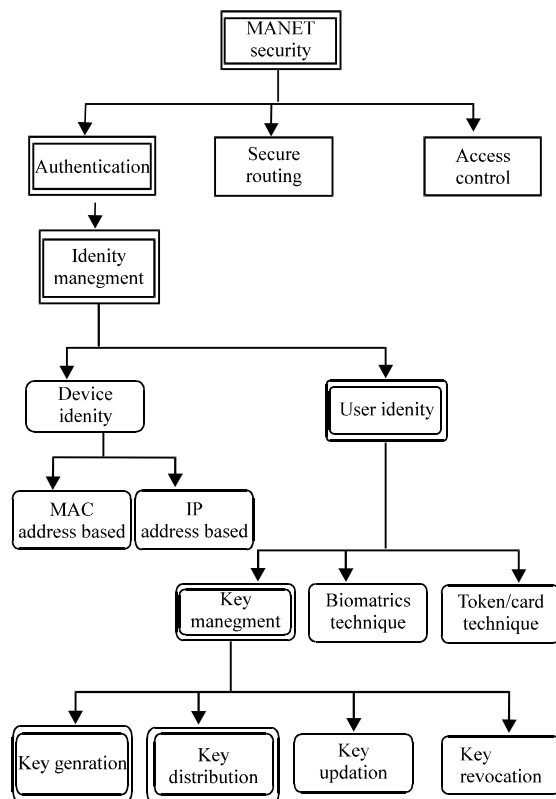 MANET
security
Authentication
Secure
routing
Access
control
Idenity
manegment
Device
idenity
User idenity
MAC
address based
IP
address based
Key
manegment
Biomatrics
technique
Token/card
technique
Key genration
Key
distribution
Key
updation
Key
revocation